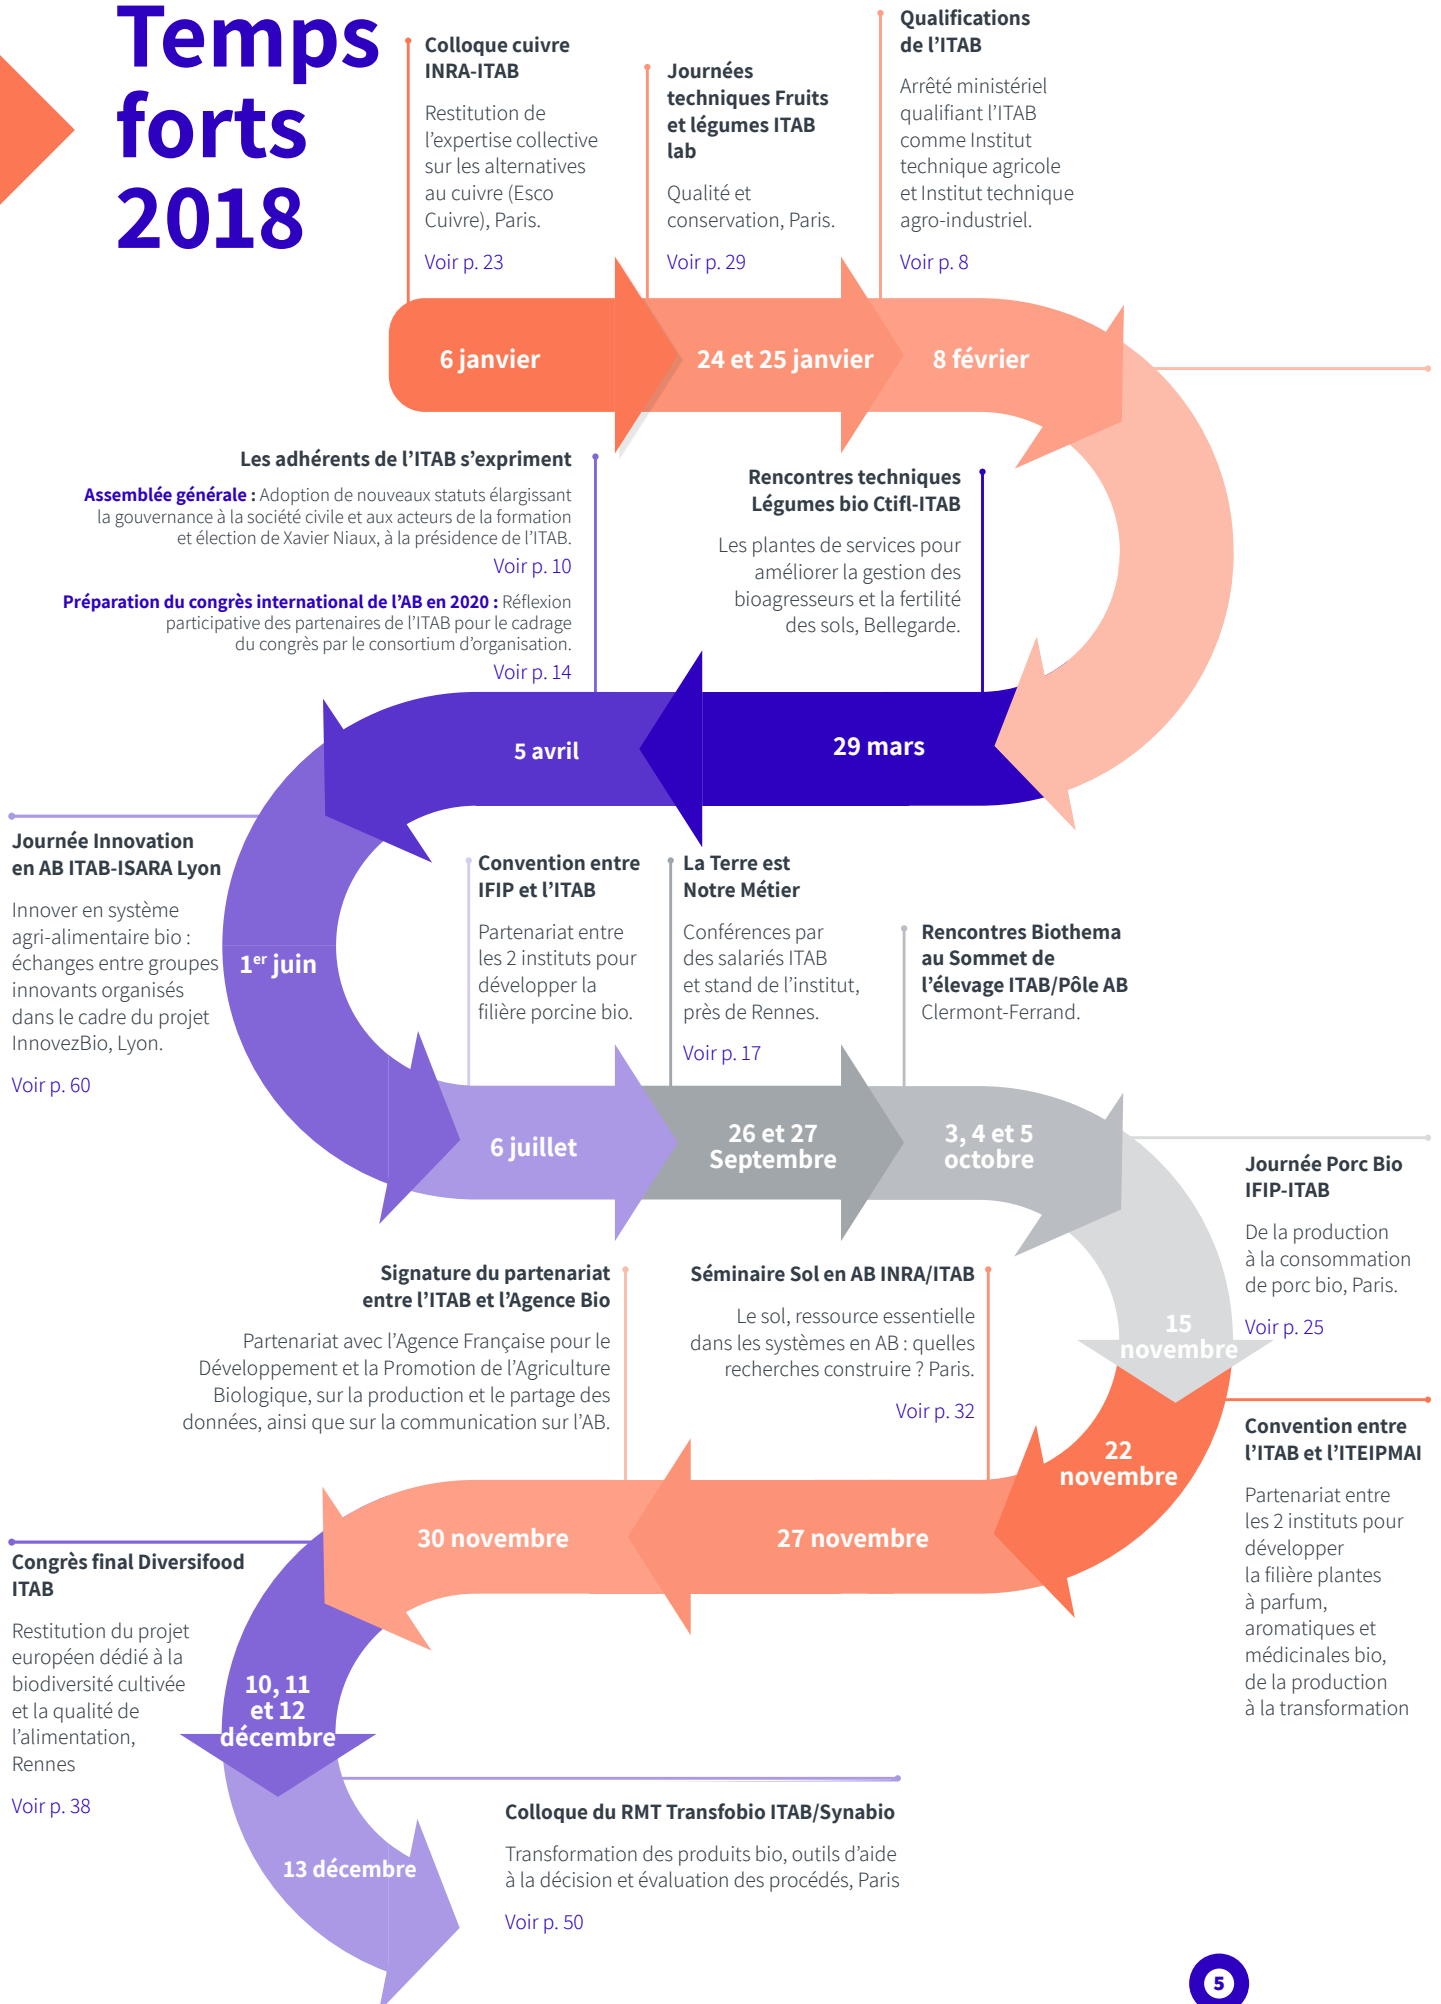 Temps
forts
2018
Colloque cuivre
INRA-ITAB
Restitution de
l’expertise collective
sur les alternatives
au cuivre (Esco
Cuivre), Paris.
Voir p. 23
Journées
techniques Fruits
et légumes ITAB
lab
Qualité et
conservation, Paris.
Voir p. 29
Qualifications
de l’ITAB
Arrêté ministériel
qualifiant l’ITAB
comme Institut
technique agricole
et Institut technique
agro-industriel.
Voir p. 8
6 janvier
24 et 25 janvier
8 février
Les adhérents de l’ITAB s’expriment
Assemblée générale : Adoption de nouveaux statuts élargissant
la gouvernance à la société civile et aux acteurs de la formation
et élection de Xavier Niaux, à la présidence de l’ITAB.
Voir p. 10
Préparation du congrès international de l’AB en 2020 : Réflexion
participative des partenaires de l’ITAB pour le cadrage
du congrès par le consortium d’organisation.
Voir p. 14
Rencontres techniques
Légumes bio Ctifl-ITAB
Les plantes de services pour
améliorer la gestion des
bioagresseurs et la fertilité
des sols, Bellegarde.
29 mars
5 avril
Journée Innovation
en AB ITAB-ISARA Lyon
Innover en système
agri-alimentaire bio :
échanges entre groupes
innovants organisés
dans le cadre du projet
InnovezBio, Lyon.
Voir p. 60
1er juin
Convention entre
IFIP et l’ITAB
Partenariat entre
les 2 instituts pour
développer la
filière porcine bio.
La Terre est
Notre Métier
Conférences par
des salariés ITAB
et stand de l’institut,
près de Rennes.
Voir p. 17
Rencontres Biothema
au Sommet de
l’élevage ITAB/Pôle AB
Clermont-Ferrand.
6 juillet
26 et 27
Septembre
3, 4 et 5
octobre
Journée Porc Bio
IFIP-ITAB
De la production
à la consommation
de porc bio, Paris.
Voir p. 25
15
novembre
Signature du partenariat
entre l’ITAB et l’Agence Bio
Partenariat avec l’Agence Française pour le
Développement et la Promotion de l’Agriculture
Biologique, sur la production et le partage des
données, ainsi que sur la communication sur l’AB.
Séminaire Sol en AB INRA/ITAB
Le sol, ressource essentielle
dans les systèmes en AB : quelles
recherches construire ? Paris.
Voir p. 32
Convention entre
l’ITAB et l’ITEIPMAI
Partenariat entre
les 2 instituts pour
développer
la filière plantes
à parfum,
aromatiques et
médicinales bio,
de la production
à la transformation
22
novembre
27 novembre
30 novembre
Congrès final Diversifood
ITAB
Restitution du projet
européen dédié à la
biodiversité cultivée
et la qualité de
l’alimentation,
Rennes
Voir p. 38
10, 11
et 12
décembre
13 décembre
Colloque du RMT Transfobio ITAB/Synabio
Transformation des produits bio, outils d’aide
à la décision et évaluation des procédés, Paris
Voir p. 50
5